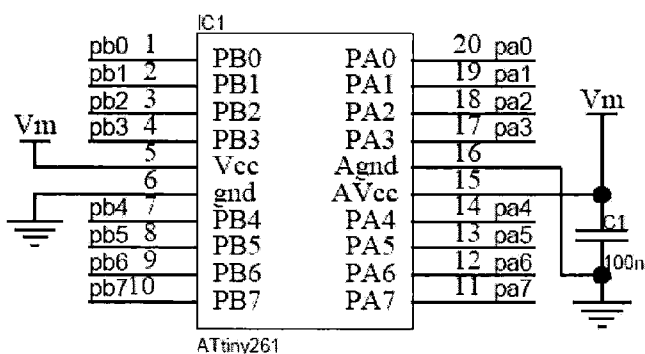 IC1
pb0 1 PB0 PA0 20 pa0
pb1 2 PB1 PA1 19 pa1
pb2 3 PB2 PA2 18 pa2 Vm
Vm pb3 4 PB3 PA3 17 pa3
5 Vcc Agnd 16
6 gnd AVcc 15
pb4 7 PB4 PA4 14 pa4 C1
pb5 8 PB5 PA5 13 pa5
pb6 9 PB6 PA6 12 pa6 100n
pb7 10 PB7 PA7 11 pa7
ATtiny261